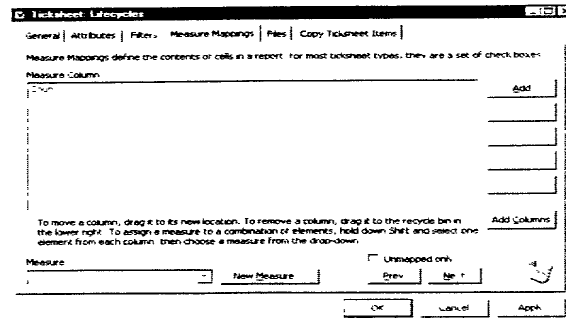 Ticksheet: Lifecycles
General Attributes Filters Measure Mappings Files Copy Ticksheet Items
Measure Mappings define the contents of cells in a report. For most ticksheet types, they are a set of check boxes.
Measure Column
Add
To move a column, drag it to its new location. To remove a column, drag it to the recycle bin in
the lower right. To assign a measure to a combination of elements, hold down Shift and select one
element from each column, then choose a measure from the drop-down
Add Columns
Measure
Unmapped only
New Measure
Prev
Next
OK
Cancel
Apply